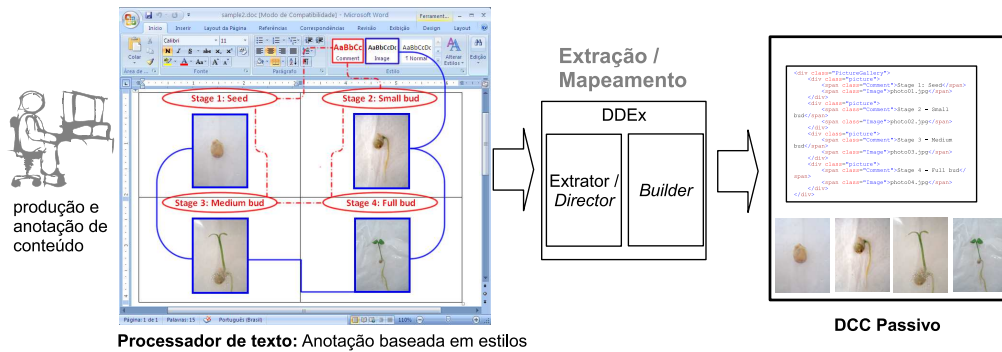 sample2.doc [Modo de Compatibilidade] - Microsoft Word
Ferrament...
Início Inserir Layout da Página Referências Correspondências Revisão Exibição Design Layout
Colar
Calibri 11
AaBbCc AaBbCcDc AaBbCcDc
Comment Image ¶ Normal
Alterar Estilos
Edição
Área de ... Fonte Parágrafo Estilo
Stage 1: Seed
Stage 2: Small bud
Stage 3: Medium bud
Stage 4: Full bud
Página: 1 de 1 Palavras: 15 Português (Brasil) 110%
produção e
anotação de
conteúdo
Processador de texto: Anotação baseada em estilos
Extração /
Mapeamento
DDEx
Extrator /
Director
Builder
<div class="PictureGallery">
<div class="picture">
<span class="Comment">Stage 1: Seed</span>
<span class="Image">photo01.jpg</span>
</div>
<div class="picture">
<span class="Comment">Stage 2 - Small
bud</span>
<span class="Image">photo02.jpg</span>
</div>
<div class="picture">
<span class="Comment">Stage 3 - Medium
bud</span>
<span class="Image">photo03.jpg</span>
</div>
<div class="picture">
<span class="Comment">Stage 4 - Full bud</
span>
<span class="Image">photo04.jpg</span>
</div>
</div>
DCC Passivo